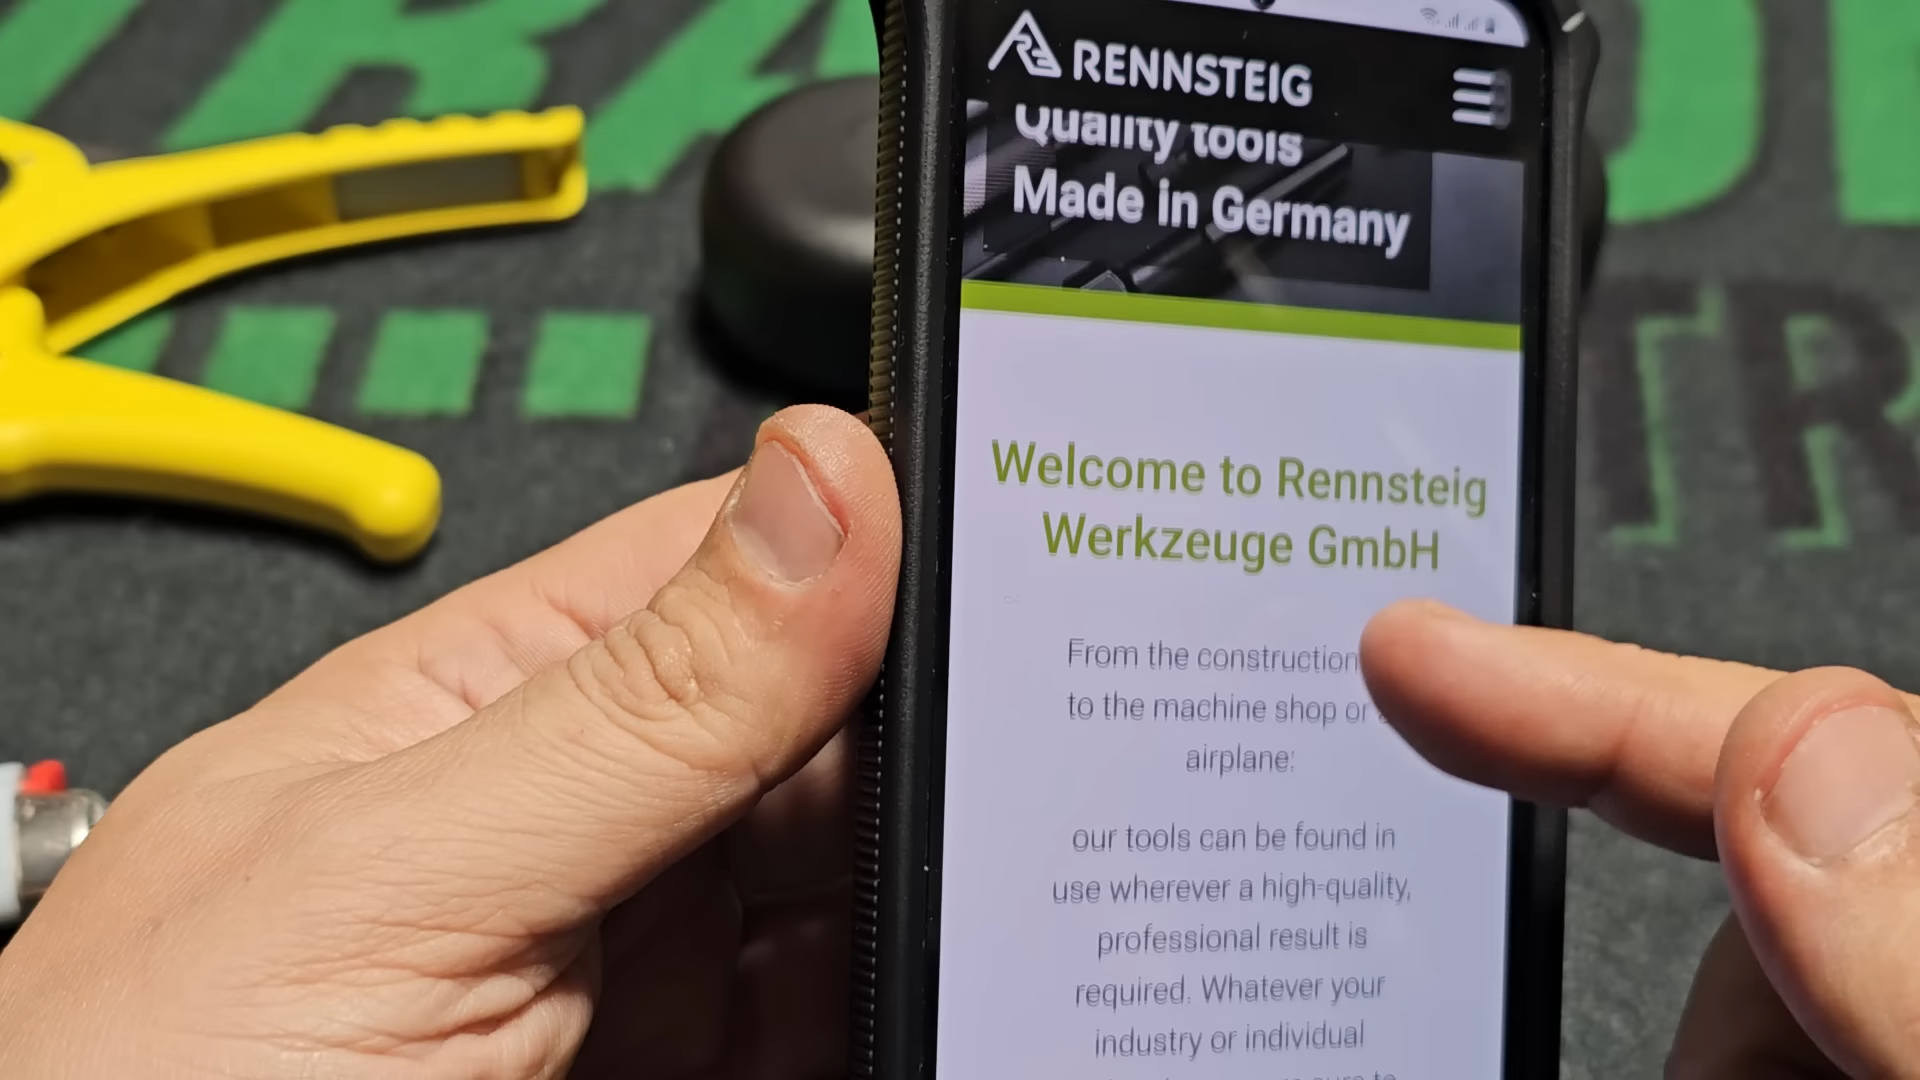 RENNSTEIG
Quality tools
Made in Germany
Welcome to Rennsteig
Werkzeuge GmbH
From the construction
to the machine shop or
airplane:
our tools can be found in
use wherever a high-quality,
professional result is
required. Whatever your
industry or individual